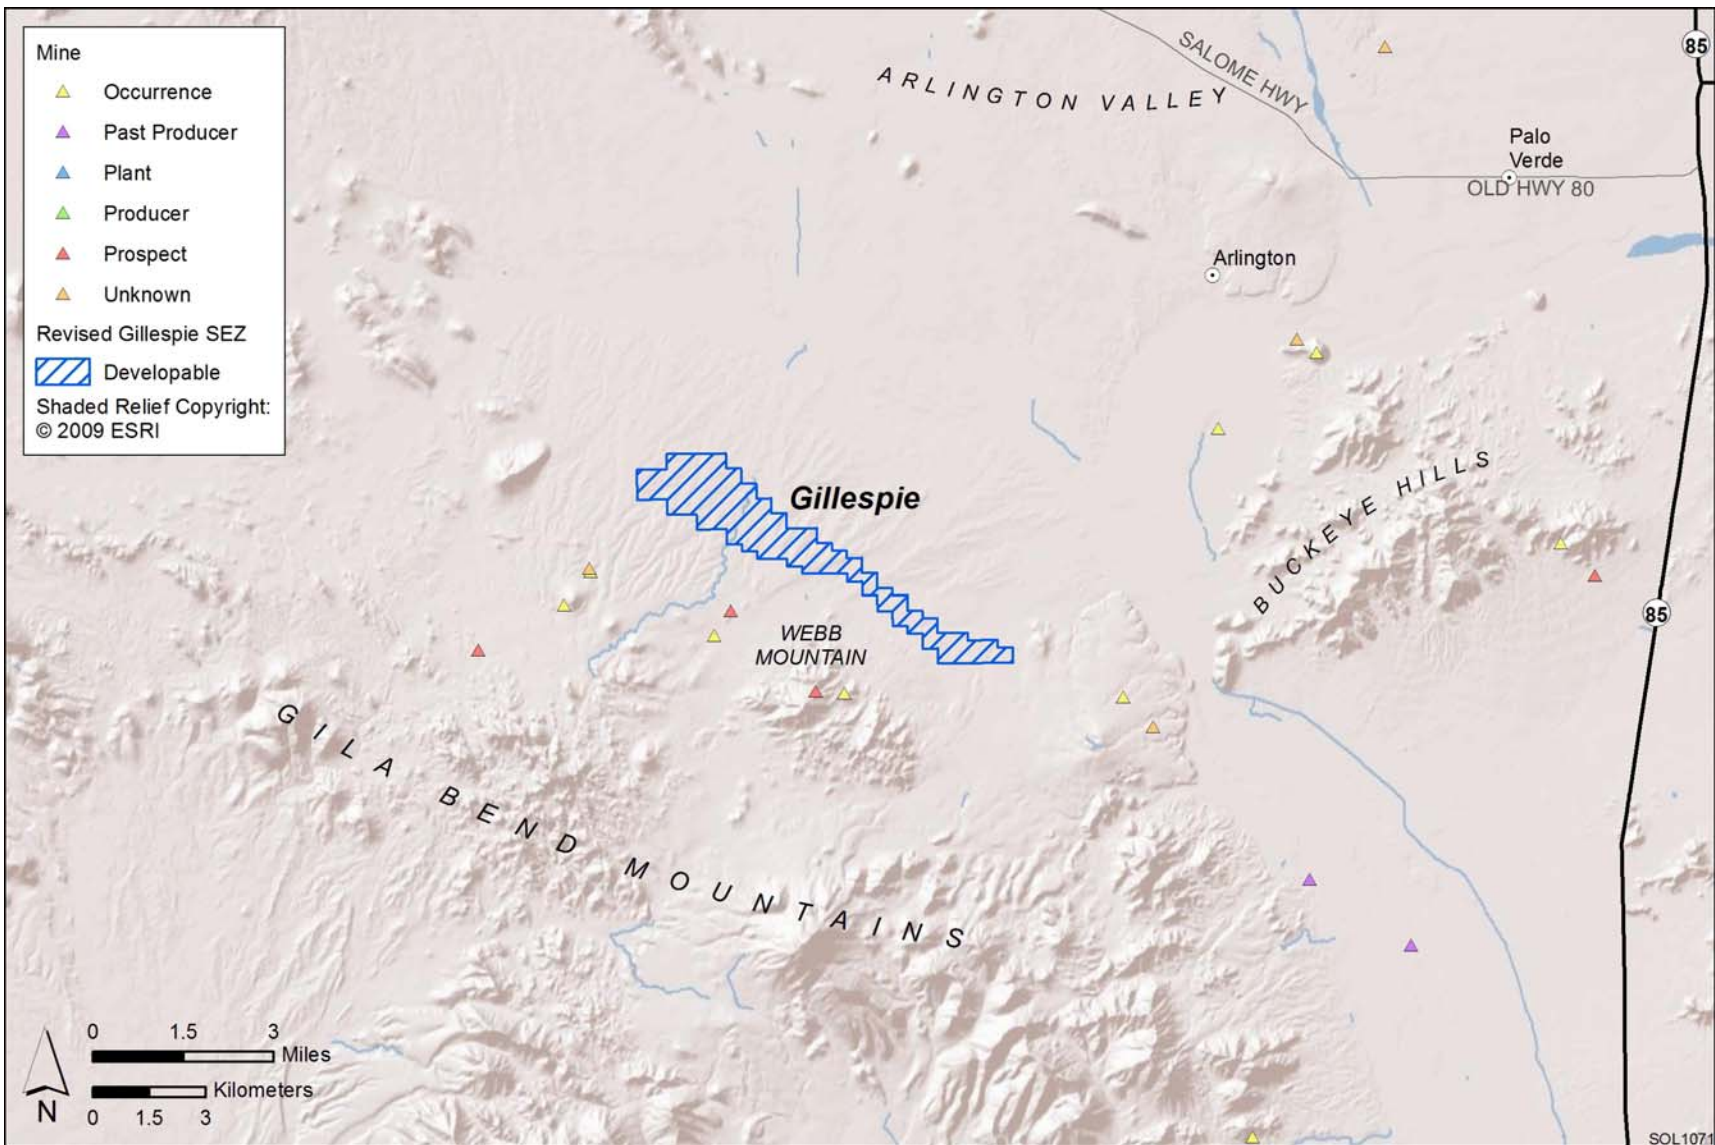 Mine
Occurrence
Past Producer
Plant
Producer
Prospect
Unknown
Revised Gillespie SEZ
Developable
Shaded Relief Copyright:
© 2009 ESRI
ARLINGTON VALLEY
SALOME HWY
85
Palo
Verde
OLD HWY 80
Arlington
Gillespie
BUCKEYE HILLS
85
WEBB
MOUNTAIN
GILA BEND MOUNTAINS
0 1.5 3
Miles
Kilometers
0 1.5 3
N
SOL1071